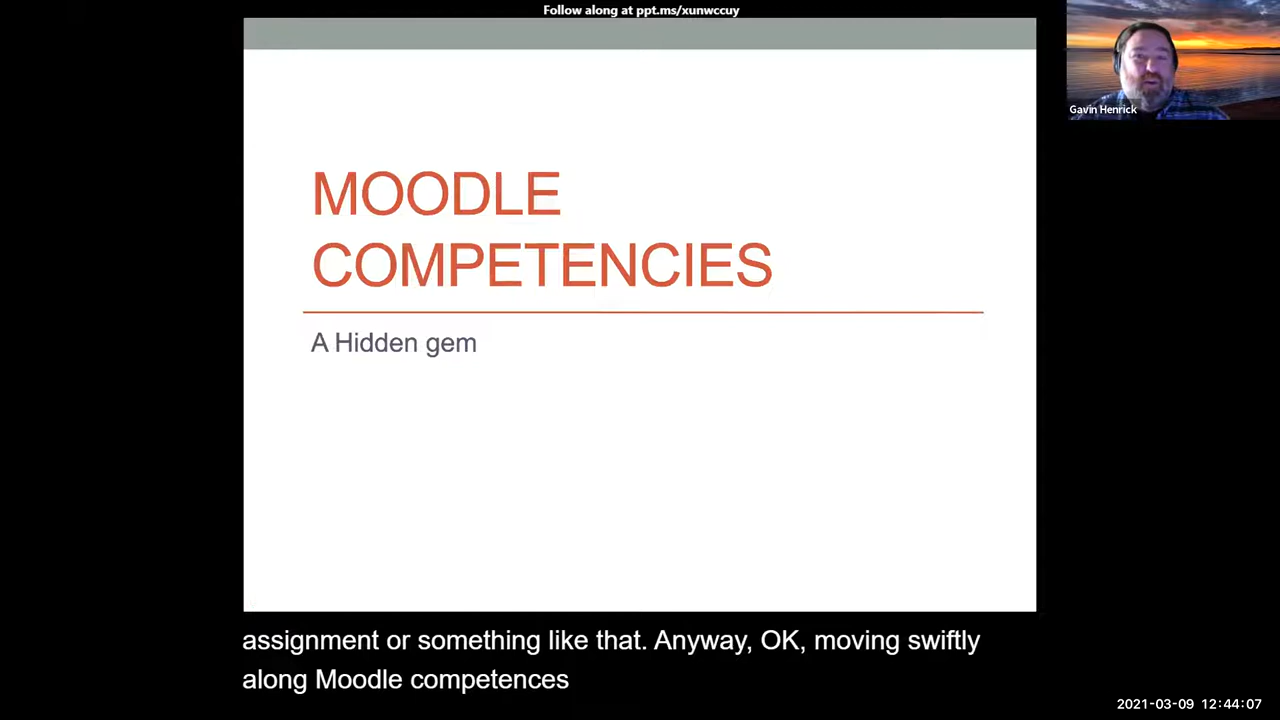 Follow along at ppt.ms/xunwccuy
Gavin Henrick
MOODLE
COMPETENCIES
A Hidden gem
assignment or something like that. Anyway, OK, moving swiftly
along Moodle competences
2021-03-09 12:44:07